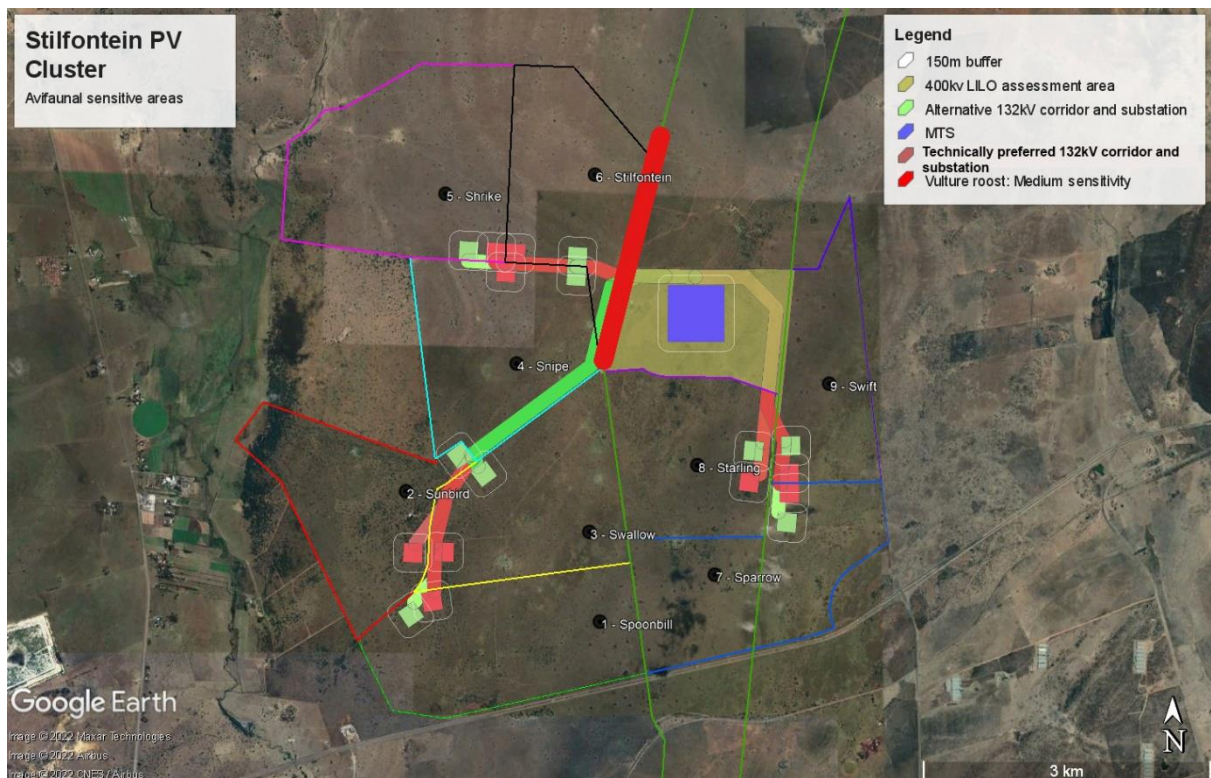 Stilfontein PV
Cluster
Avifaunal sensitive areas
Legend
150m buffer
400kv LILO assessment area
Alternative 132kV corridor and substation
MTS
Technically preferred 132kV corridor and
substation
Vulture roost: Medium sensitivity
6 - Stilfontein
5 - Shrike
4 - Snipe
9 - Swift
8 - Starling
2 - Sunbird
3 - Swallow
7 - Sparrow
1 - Spoonbill
Google Earth
Image © 2022 Maxar Technologies
Image © 2022 Airbus
Image © 2022 CNES / Airbus
N
3 km